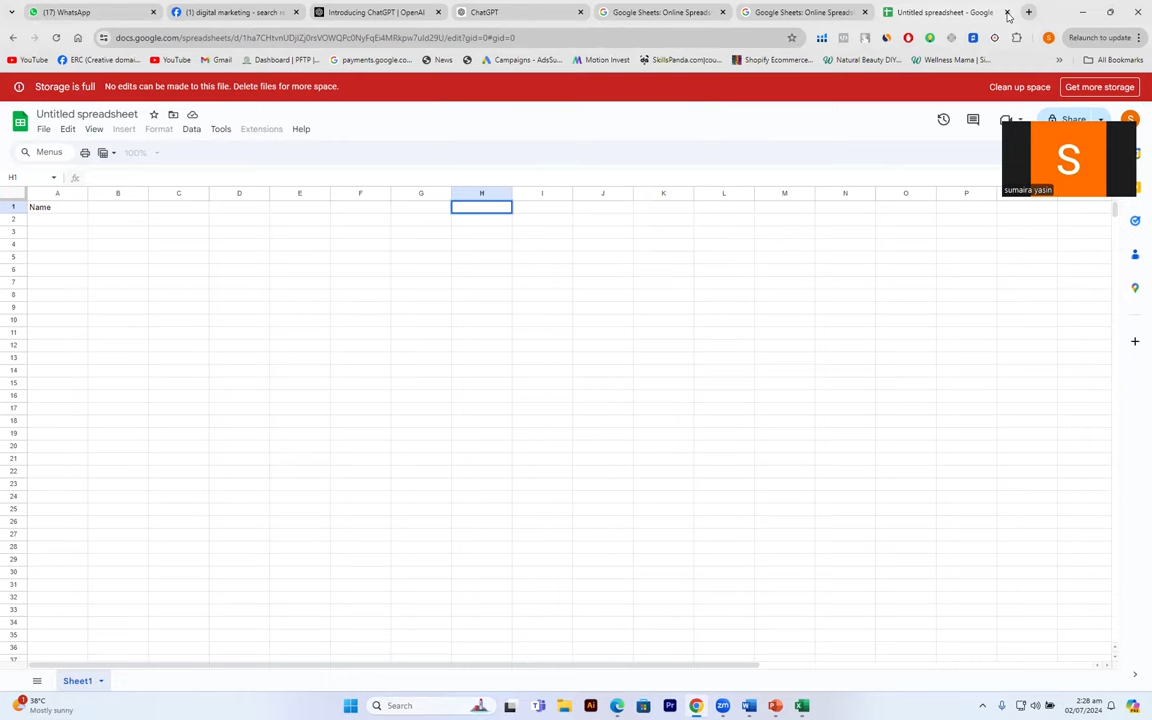 (17) WhatsApp
(1) digital marketing - search re
Introducing ChatGPT | OpenAI
ChatGPT
Google Sheets: Online Spreads
Google Sheets: Online Spreads
Untitled spreadsheet - Google
docs.google.com/spreadsheets/d/1ha7CHtvnUDjIZj0rsVOWQPc0NyFqEi4MRkpw7uId29U/edit?gid=0#gid=0
Relaunch to update
YouTube
ERC (Creative domai...
YouTube
Gmail
Dashboard | PFTP |...
payments.google.co...
News
Campaigns - AdsSu...
Motion Invest
SkillsPanda.com|cou...
Shopify Ecommerce...
Natural Beauty DIY...
Wellness Mama | Si...
All Bookmarks
Storage is full
No edits can be made to this file. Delete files for more space.
Clean up space
Get more storage
Untitled spreadsheet
File
Edit
View
Insert
Format
Data
Tools
Extensions
Help
Share
S
Menus
100%
S
sumaira yasin
H1
fx
A B C D E F G H I J K L M N O P
1 Name
2
3
4
5
6
7
8
9
10
11
12
13
14
15
16
17
18
19
20
21
22
23
24
25
26
27
28
29
30
31
32
33
34
35
36
37
Sheet1
38°C
Mostly sunny
Search
2:28 am
02/07/2024